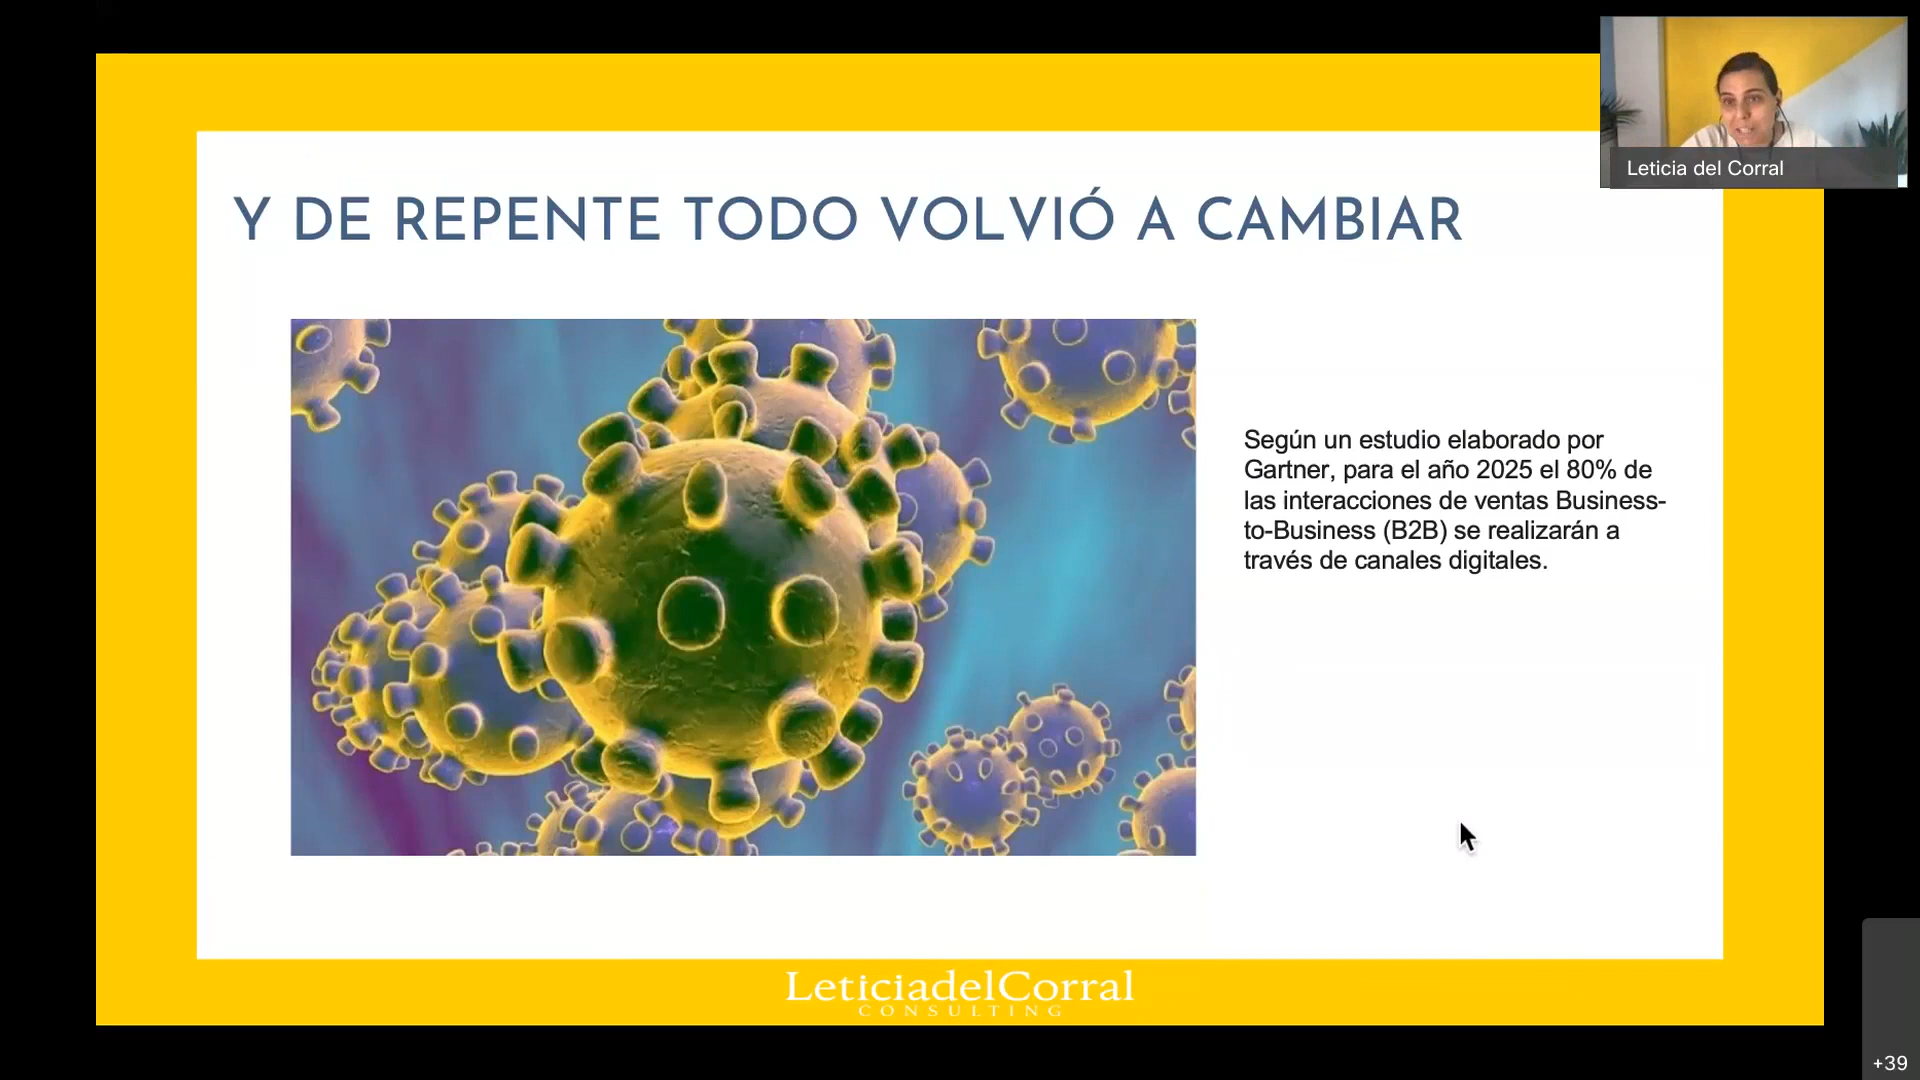 Leticia del Corral
Y DE REPENTE TODO VOLVIÓ A CAMBIAR
Según un estudio elaborado por
Gartner, para el año 2025 el 80% de
las interacciones de ventas Business-
to-Business (B2B) se realizarán a
través de canales digitales.
LeticiadelCorral
CONSULTING
+39